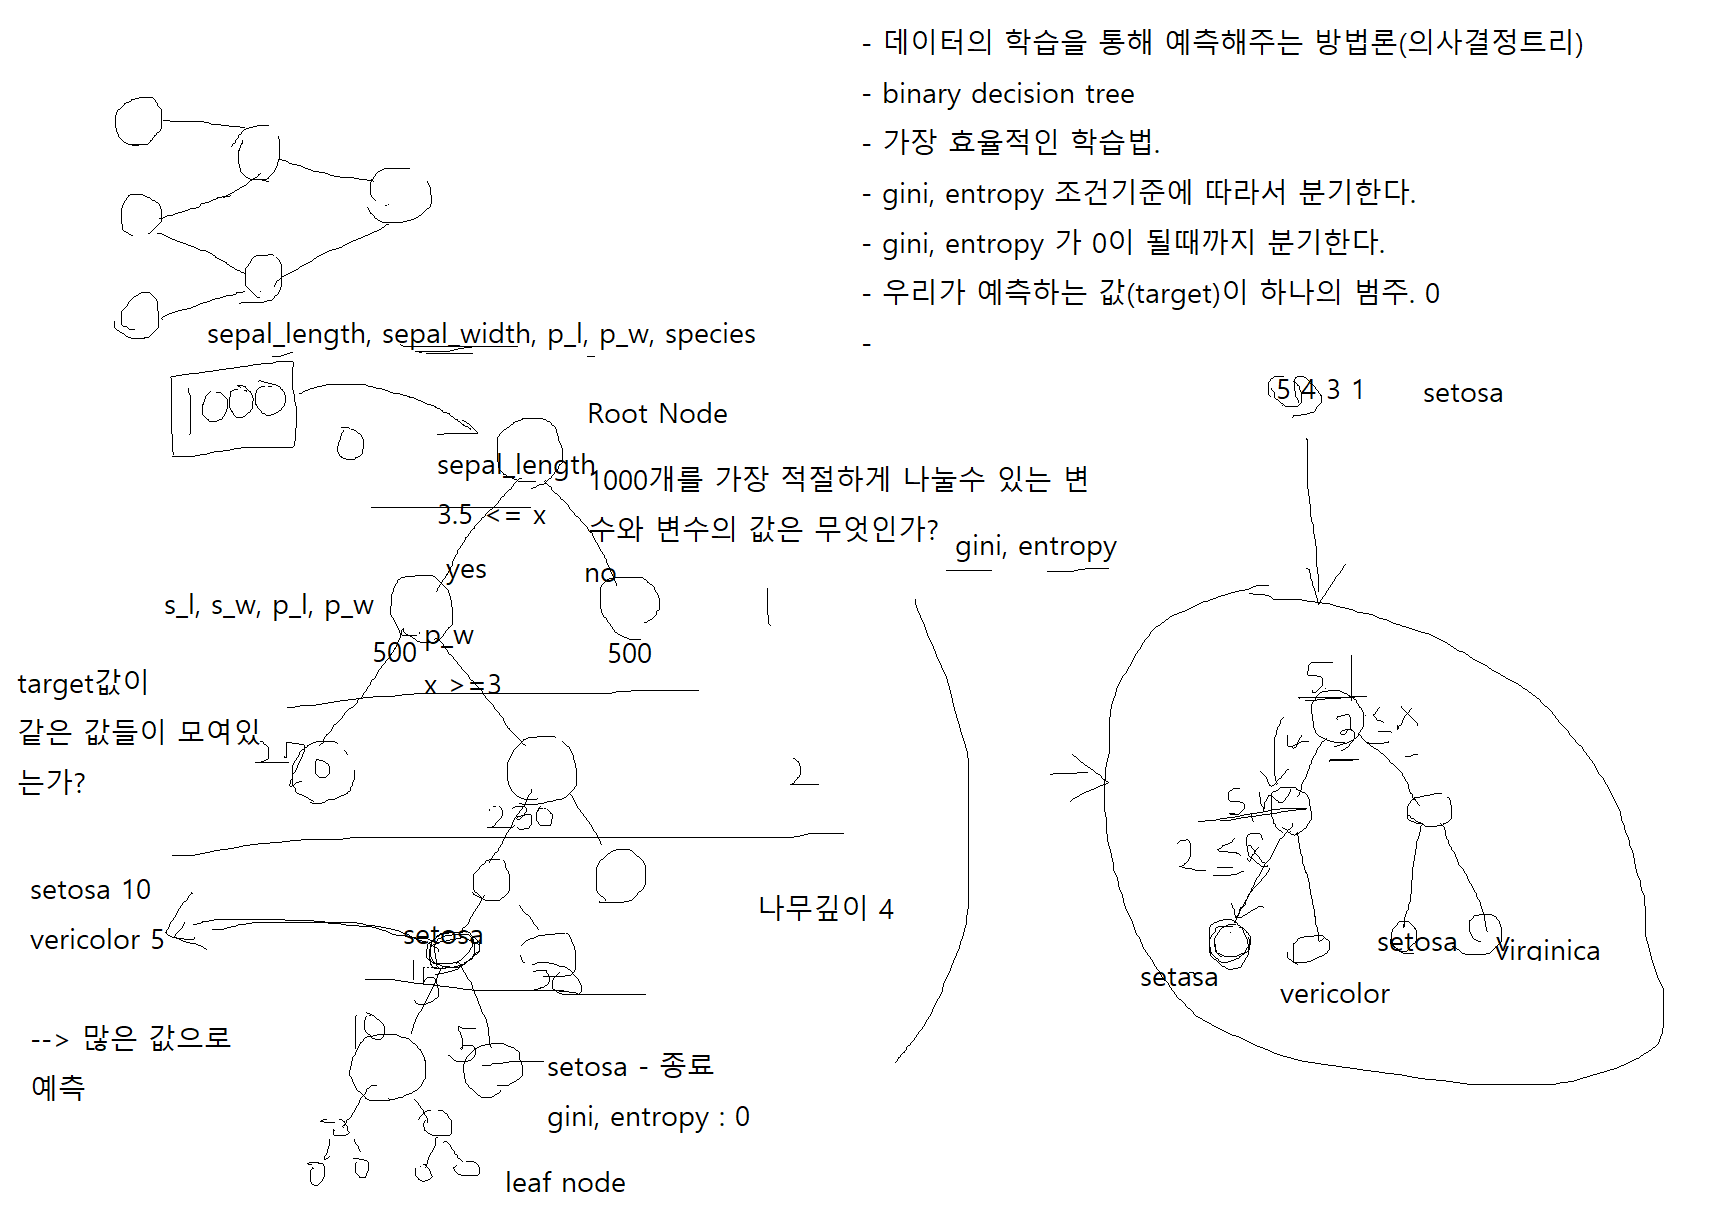 - 데이터의 학습을 통해 예측해주는 방법론(의사결정트리)
- binary decision tree
- 가장 효율적인 학습법.
- gini, entropy 조건기준에 따라서 분기한다.
- gini, entropy 가 0이 될때까지 분기한다.
- 우리가 예측하는 값(target)이 하나의 범주. 0
-
sepal_length, sepal_width, p_l, p_w, species
1000
0
Root Node
sepal_length
3.5 <= x
1000개를 가장 적절하게 나눌수 있는 변
수와 변수의 값은 무엇인가?
gini, entropy
yes
no
s_l, s_w, p_l, p_w
500
p_w
x >=3
500
1
target값이
같은 값들이 모여있
는가?
2
setosa 10
vericolor 5
setosa
15
나무깊이 4
--> 많은 값으로
예측
10
5
setosa - 종료
gini, entropy : 0
leaf node
5 4 3 1
setosa
3 <= x
2 <= x
setasa
vericolor
setosa
virginica